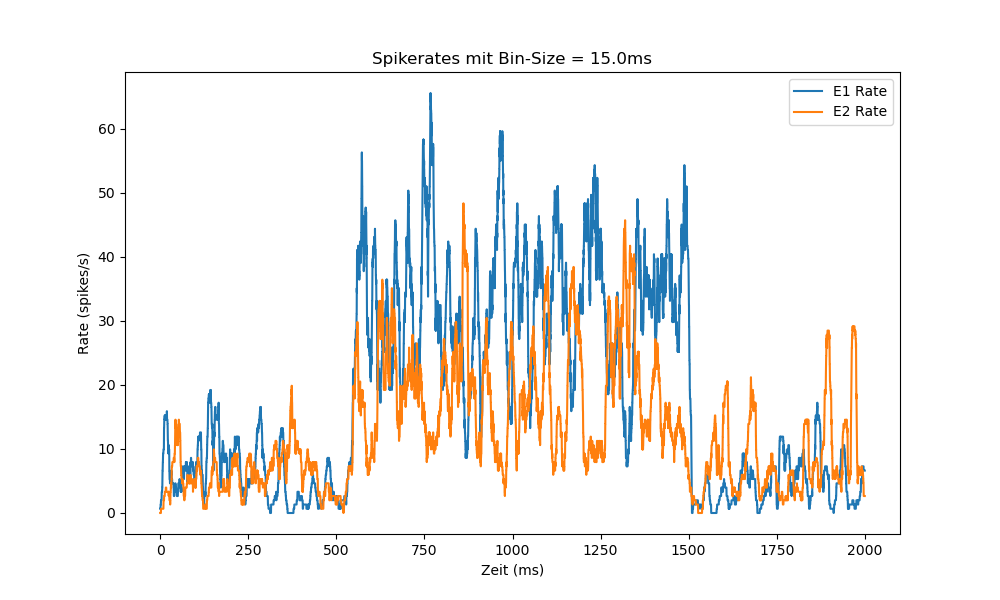 Spikerates mit Bin-Size = 15.0ms
E1 Rate
E2 Rate
Rate (spikes/s)
60
50
40
30
20
10
0
0 250 500 750 1000 1250 1500 1750 2000
Zeit (ms)